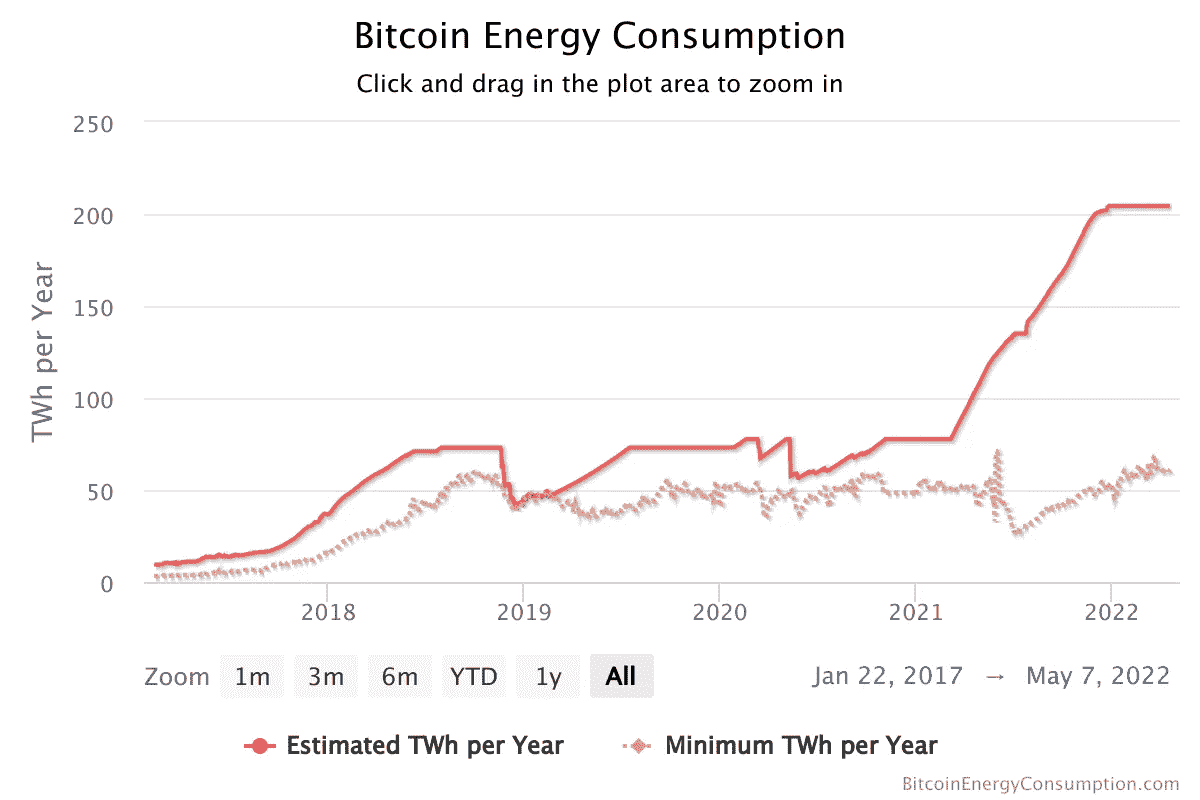 Bitcoin Energy Consumption
Click and drag in the plot area to zoom in
TWh per Year
250
200
150
100
50
0
2018 2019 2020 2021 2022
Zoom 1m 3m 6m YTD 1y All Jan 22, 2017 → May 7, 2022
Estimated TWh per Year Minimum TWh per Year
BitcoinEnergyConsumption.com